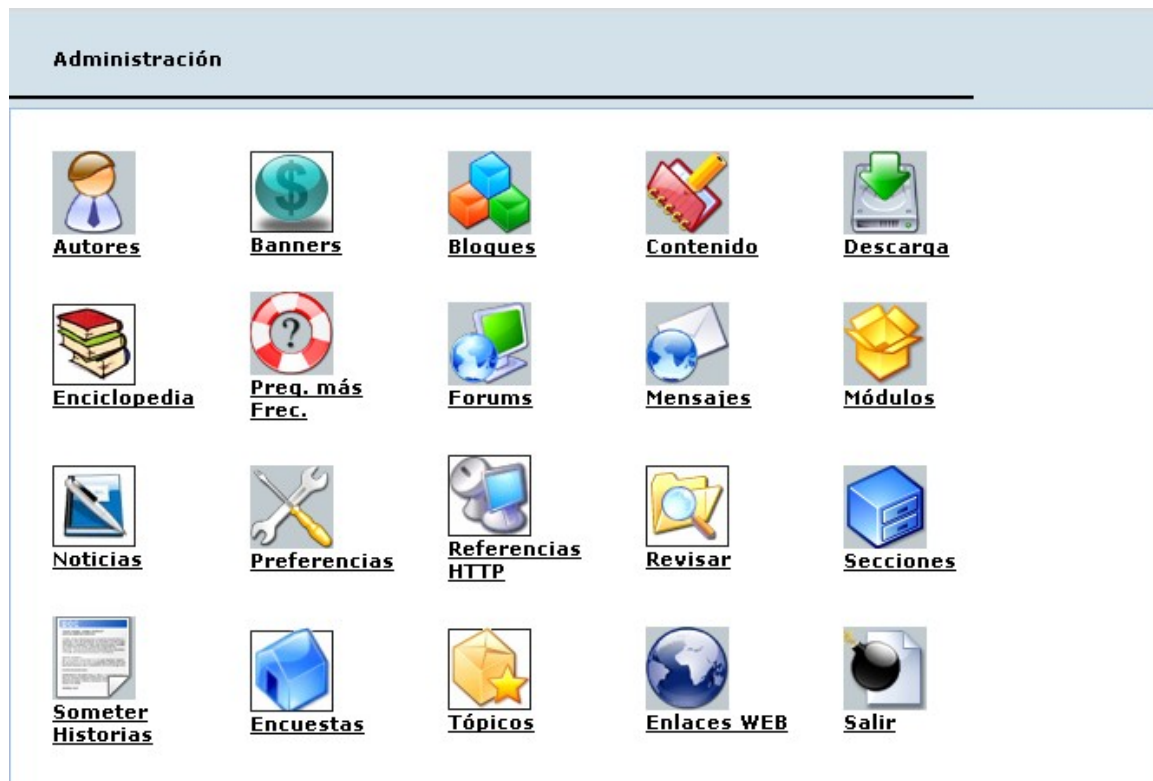 Administración
Autores
Banners
Bloques
Contenido
Descarga
Enciclopedia
Preg. más
Frec.
Forums
Mensajes
Módulos
Noticias
Preferencias
Referencias
HTTP
Revisar
Secciones
Someter
Historias
Encuestas
Tópicos
Enlaces WEB
Salir